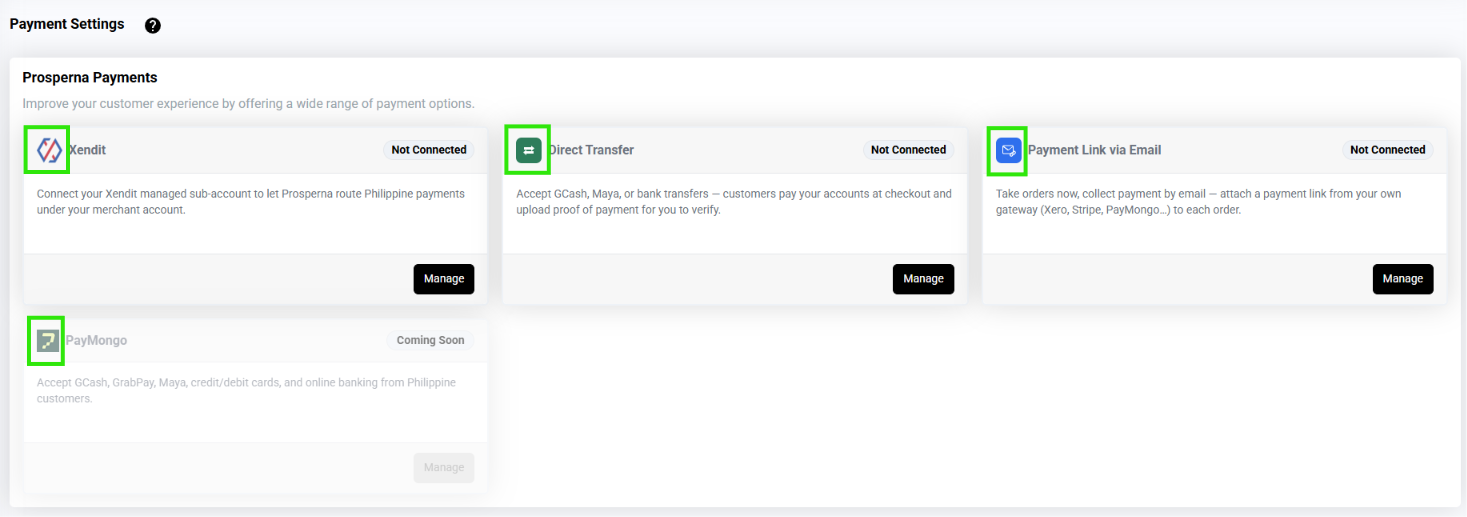 Payment Settings ?
Prosperna Payments
Improve your customer experience by offering a wide range of payment options.
Xendit
Not Connected
Connect your Xendit managed sub-account to let Prosperna route Philippine payments
under your merchant account.
Manage
Direct Transfer
Not Connected
Accept GCash, Maya, or bank transfers — customers pay your accounts at checkout and
upload proof of payment for you to verify.
Manage
Payment Link via Email
Not Connected
Take orders now, collect payment by email — attach a payment link from your own
gateway (Xero, Stripe, PayMongo...) to each order.
Manage
PayMongo
Coming Soon
Accept GCash, GrabPay, Maya, credit/debit cards, and online banking from Philippine
customers.
Manage